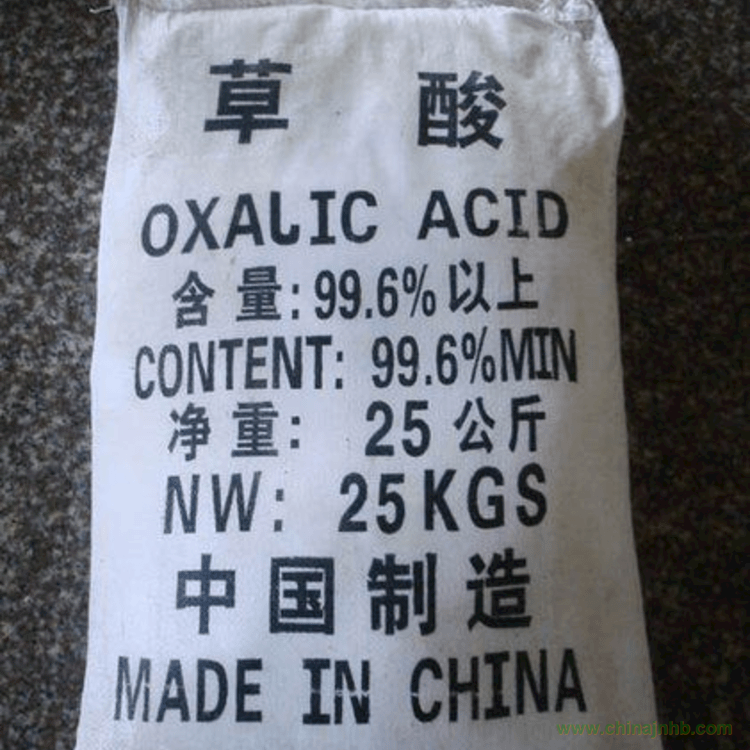 草 酸
OXALIC ACID
含 量: 99.6% 以上
CONTENT: 99.6%MIN
净 重: 25 公斤
NW: 25KGS
中 国 制 造
MADE IN CHINA
www.chinajnhb.com